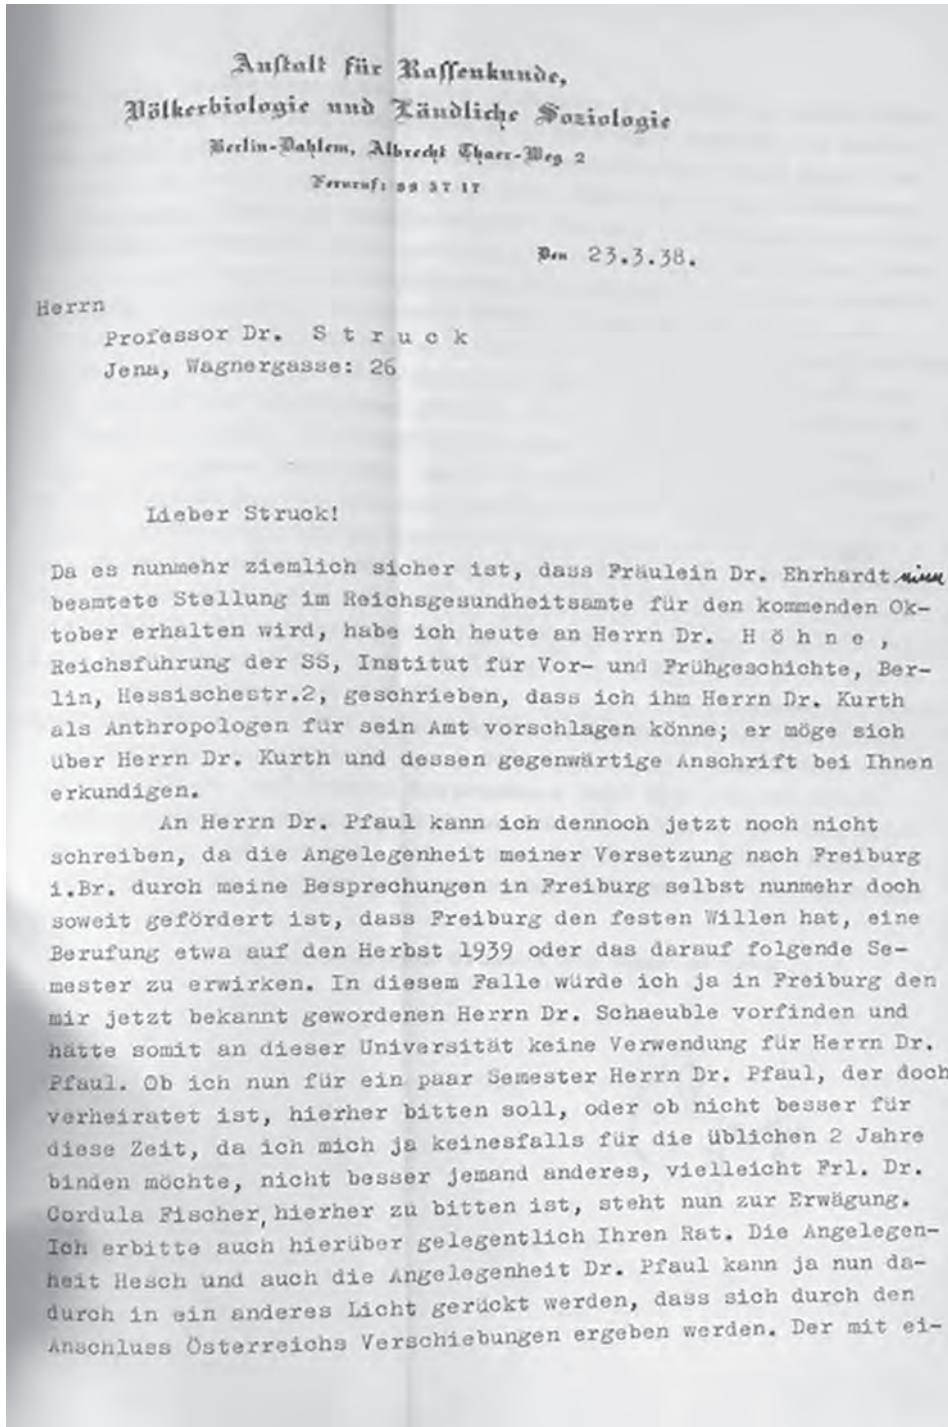 Anstalt für Rassenkunde,
Völkerbiologie und Ländliche Soziologie
Berlin-Dahlem, Albrecht Thaer-Weg 2
Fernruf: 89 37 17
Den 23.3.38.
Herrn
Professor Dr. S t r u c k
Jena, Wagnergasse: 26
Lieber Struck!
Da es nunmehr ziemlich sicher ist, dass Fräulein Dr. Ehrhardt
beamtete Stellung im Reichsgesundheitsamte für den kommenden Ok-
tober erhalten wird, habe ich heute an Herrn Dr. H ö h n e ,
Reichsführung der SS, Institut für Vor- und Frühgeschichte, Ber-
lin, Hessischestr.2, geschrieben, dass ich ihm Herrn Dr. Kurth
als Anthropologen für sein Amt vorschlagen könne; er möge sich
über Herrn Dr. Kurth und dessen gegenwärtige Anschrift bei Ihnen
erkundigen.
An Herrn Dr. Pfaul kann ich dennoch jetzt noch nicht
schreiben, da die Angelegenheit meiner Versetzung nach Freiburg
i.Br. durch meine Besprechungen in Freiburg selbst nunmehr doch
soweit gefördert ist, dass Freiburg den festen Willen hat, eine
Berufung etwa auf den Herbst 1939 oder das darauf folgende Se-
mester zu erwirken. In diesem Falle würde ich ja in Freiburg den
mir jetzt bekannt gewordenen Herrn Dr. Schaeuble vorfinden und
hätte somit an dieser Universität keine Verwendung für Herrn Dr.
Pfaul. Ob ich nun für ein paar Semester Herrn Dr. Pfaul, der doch
verheiratet ist, hierher bitten soll, oder ob nicht besser für
diese Zeit, da ich mich ja keinesfalls für die üblichen 2 Jahre
binden möchte, nicht besser jemand anderes, vielleicht Frl. Dr.
Cordula Fischer, hierher zu bitten ist, steht nun zur Erwägung.
Ich erbitte auch hierüber gelegentlich Ihren Rat. Die Angelegen-
heit Hesch und auch die Angelegenheit Dr. Pfaul kann ja nun da-
durch in ein anderes Licht gerückt werden, dass sich durch den
Anschluss Österreichs Verschiebungen ergeben werden. Der mit ei-